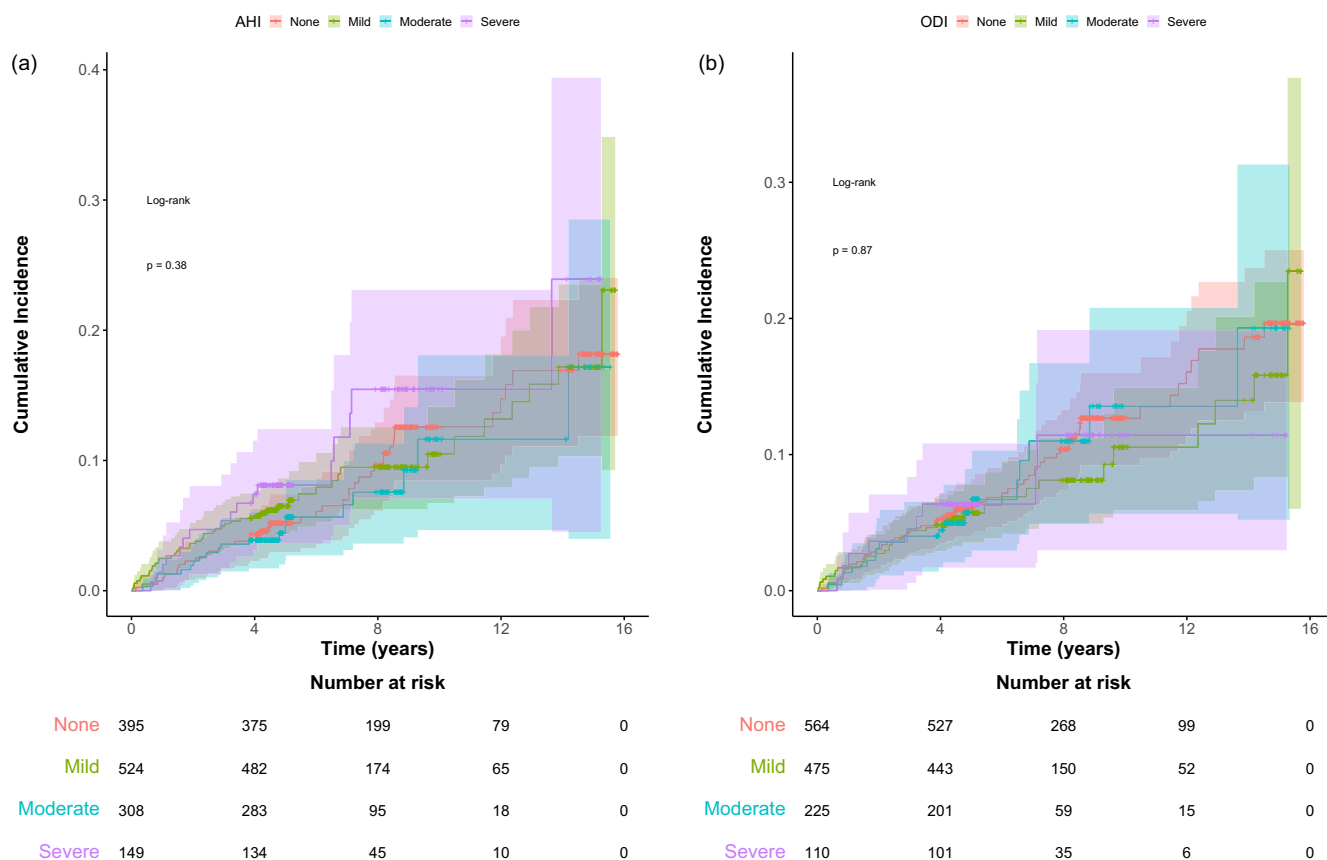 AHI None Mild Moderate Severe
(a)
0.4
0.3
0.2
0.1
0.0
Cumulative Incidence
Log-rank
p = 0.38
0 4 8 12 16
Time (years)
Number at risk
None 395 375 199 79 0
Mild 524 482 174 65 0
Moderate 308 283 95 18 0
Severe 149 134 45 10 0
ODI None Mild Moderate Severe
(b)
0.3
0.2
0.1
0.0
Cumulative Incidence
Log-rank
p = 0.87
0 4 8 12 16
Time (years)
Number at risk
None 564 527 268 99 0
Mild 475 443 150 52 0
Moderate 225 201 59 15 0
Severe 110 101 35 6 0